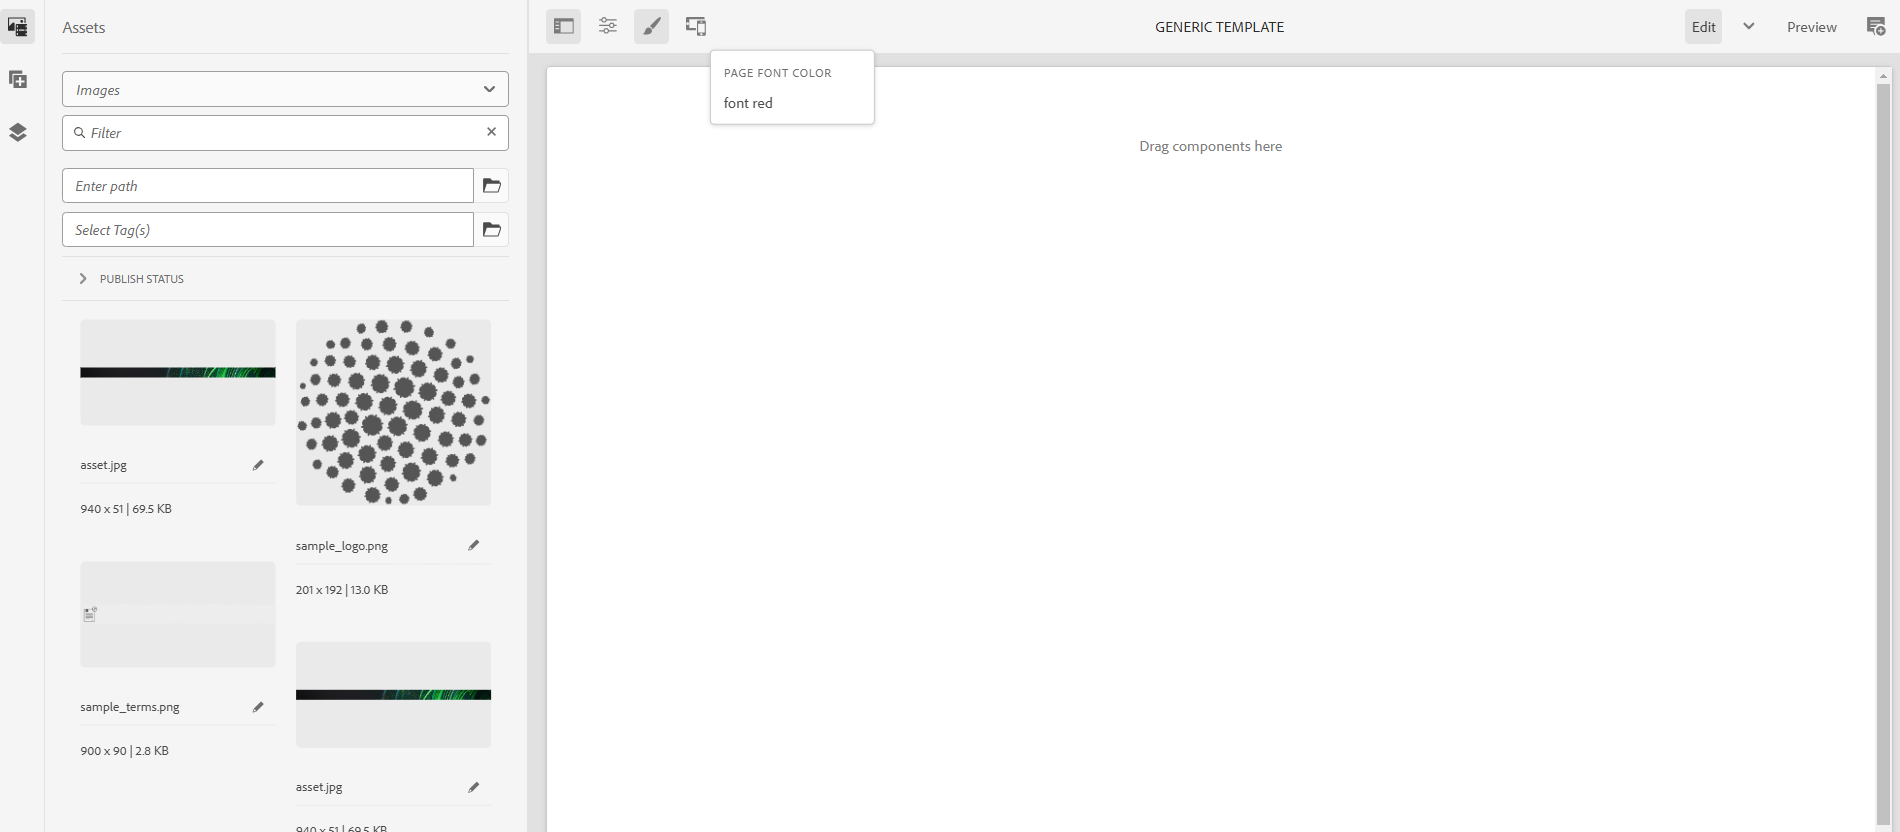 Assets
Images
Filter
Enter path
Select Tag(s)
PUBLISH STATUS
asset.jpg
940 x 51 | 69.5 KB
sample_logo.png
201 x 192 | 13.0 KB
sample_terms.png
900 x 90 | 2.8 KB
asset.jpg
940 x 51 | 69.5 KB
GENERIC TEMPLATE
Edit
Preview
PAGE FONT COLOR
font red
Drag components here